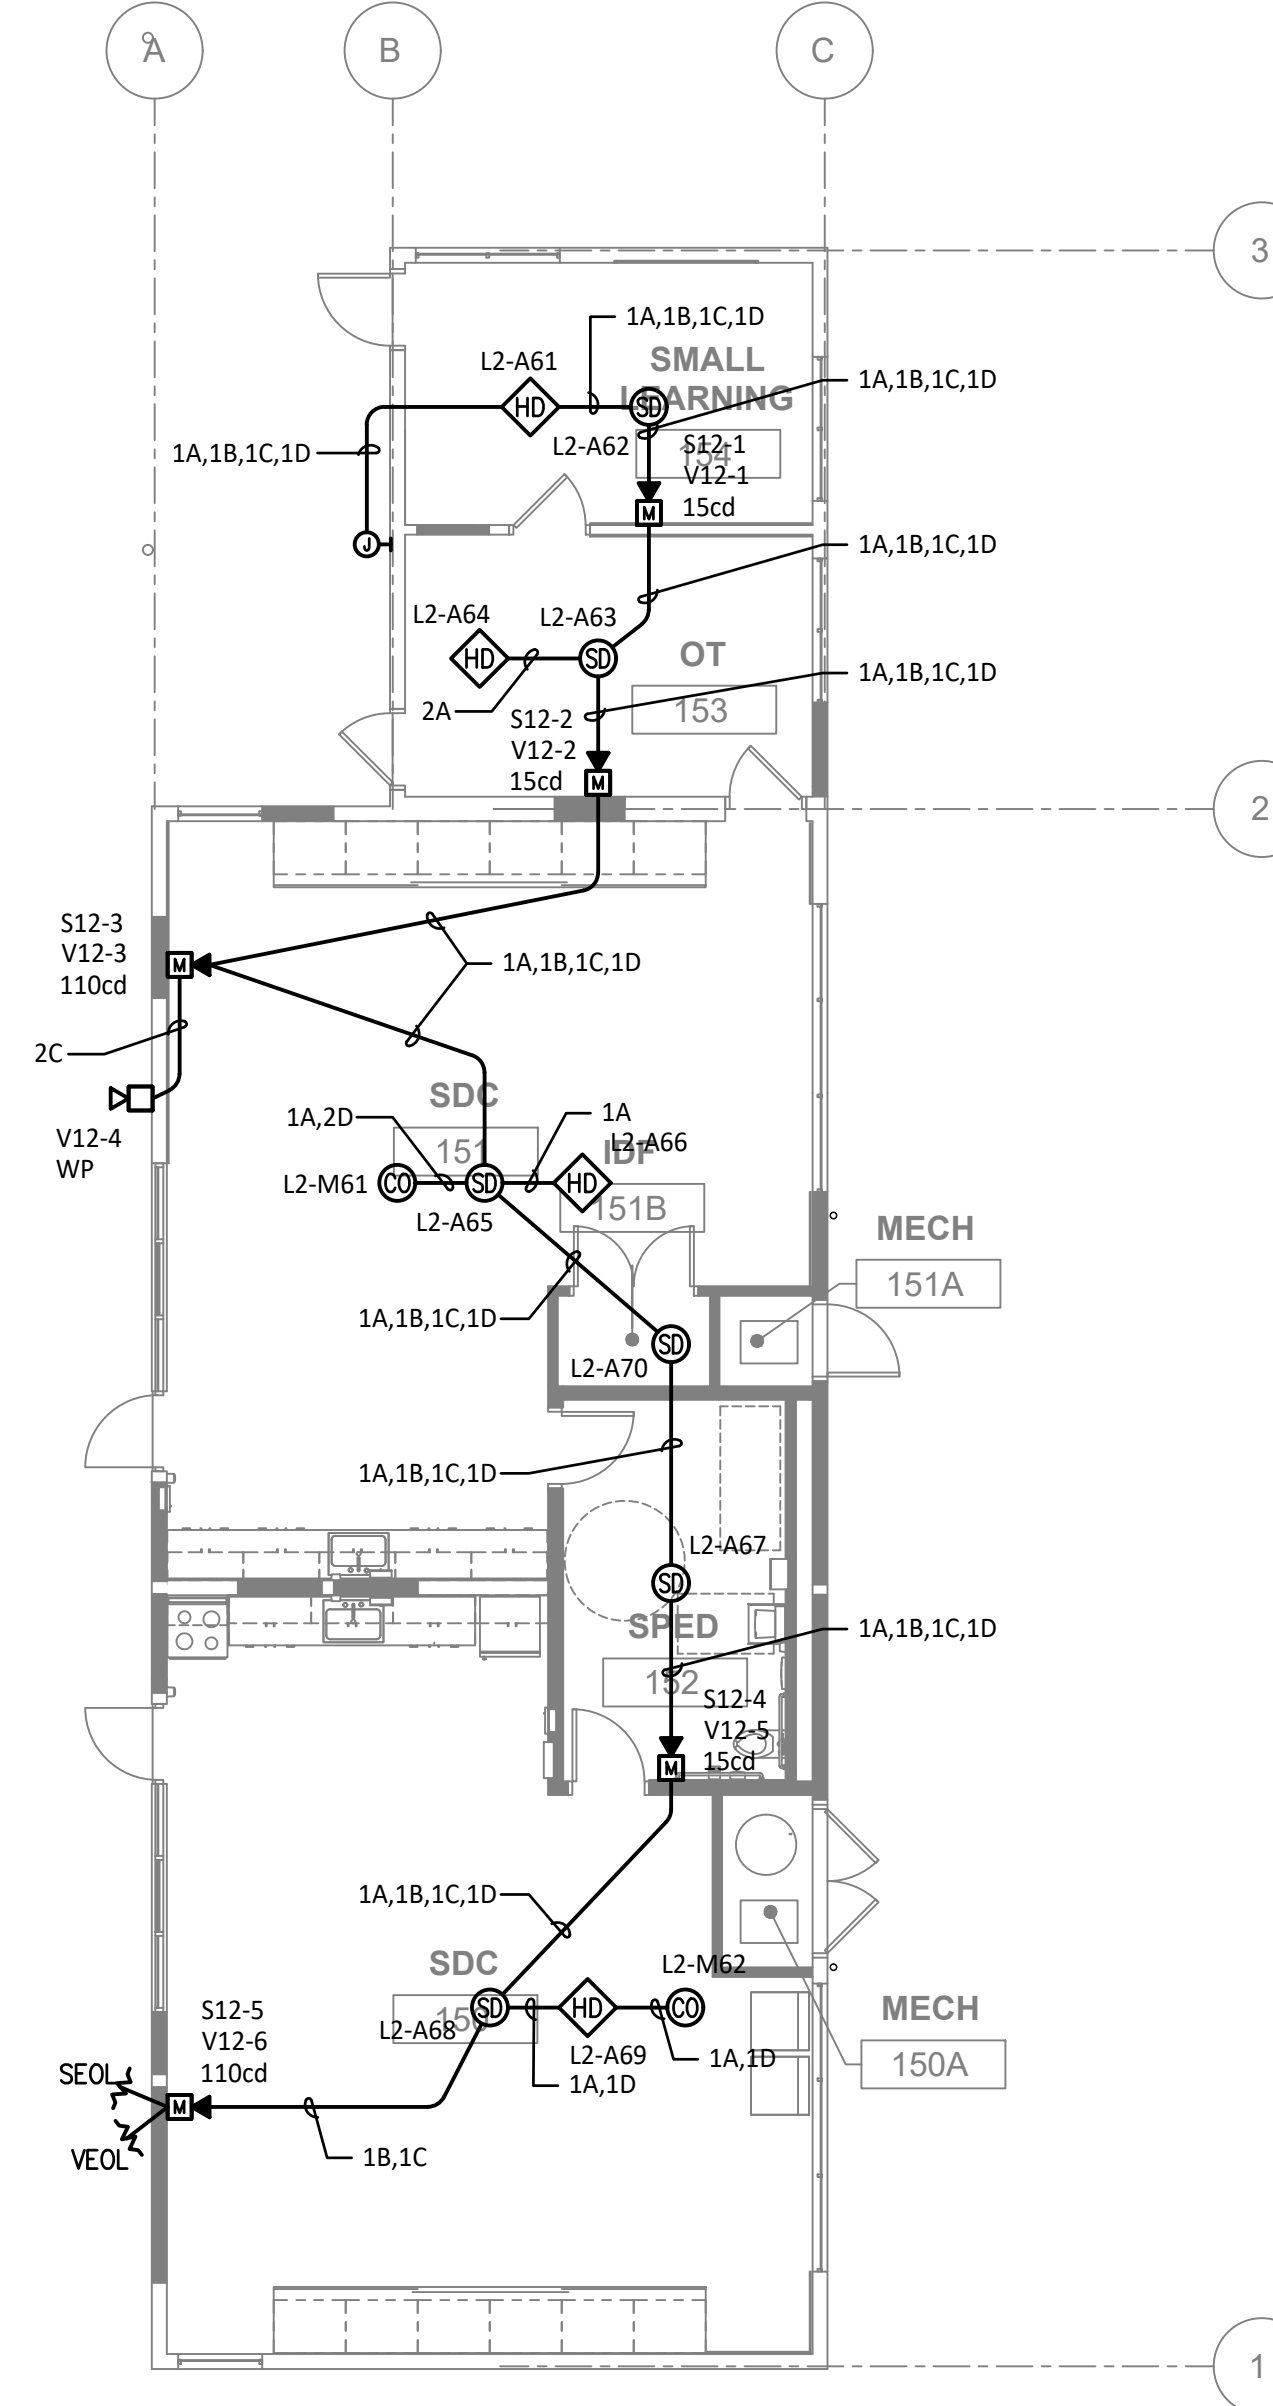 A
B
C
3
1A,1B,1C,1D
L2-A61
SMALL
LEARNING
1A,1B,1C,1D
HD
SD
1A,1B,1C,1D
L2-A62
S12-1
154
V12-1
15cd
M
J
1A,1B,1C,1D
L2-A64
L2-A63
HD
SD
OT
1A,1B,1C,1D
2A
S12-2
153
V12-2
15cd
M
2
S12-3
V12-3
110cd
M
1A,1B,1C,1D
2C
V12-4
WP
SDC
1A,2D
1A
L2-A66
151
IDF
L2-M61
CO
SD
HD
L2-A65
151B
MECH
151A
1A,1B,1C,1D
SD
L2-A70
1A,1B,1C,1D
L2-A67
SD
SPED
1A,1B,1C,1D
152
S12-4
V12-5
15cd
M
1A,1B,1C,1D
SDC
L2-M62
S12-5
V12-6
110cd
150
SD
HD
CO
MECH
L2-A68
L2-A69
1A,1D
1A,1D
150A
SEOL
M
VEOL
1B,1C
1